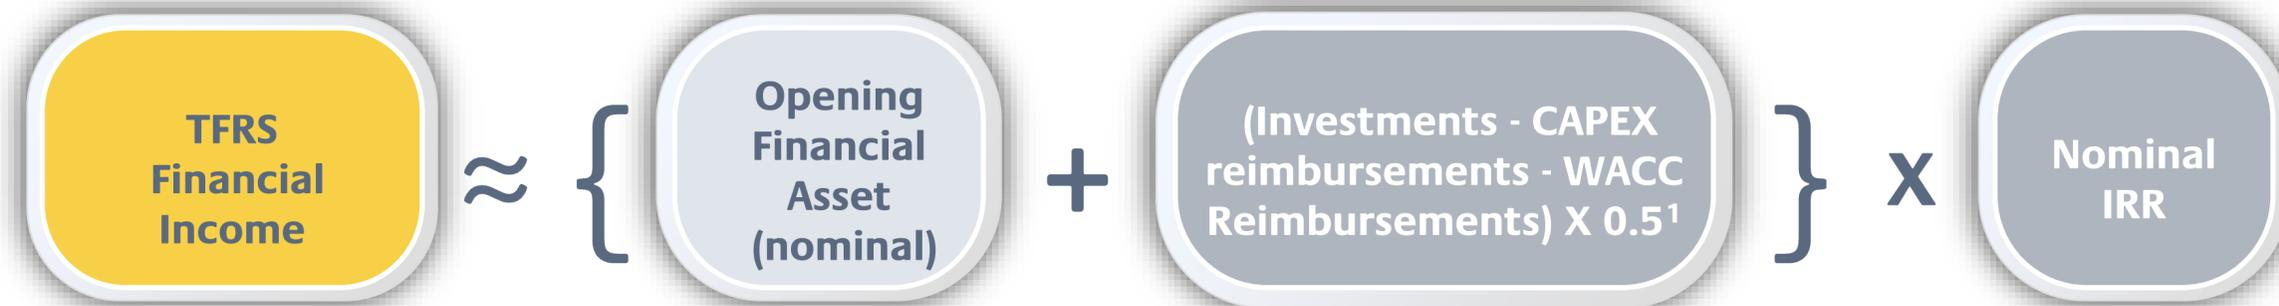 TFRS
Financial
Income
≈
{
Opening
Financial
Asset
(nominal)
+
(Investments - CAPEX
reimbursements - WACC
Reimbursements) X 0.5¹
}
x
Nominal
IRR